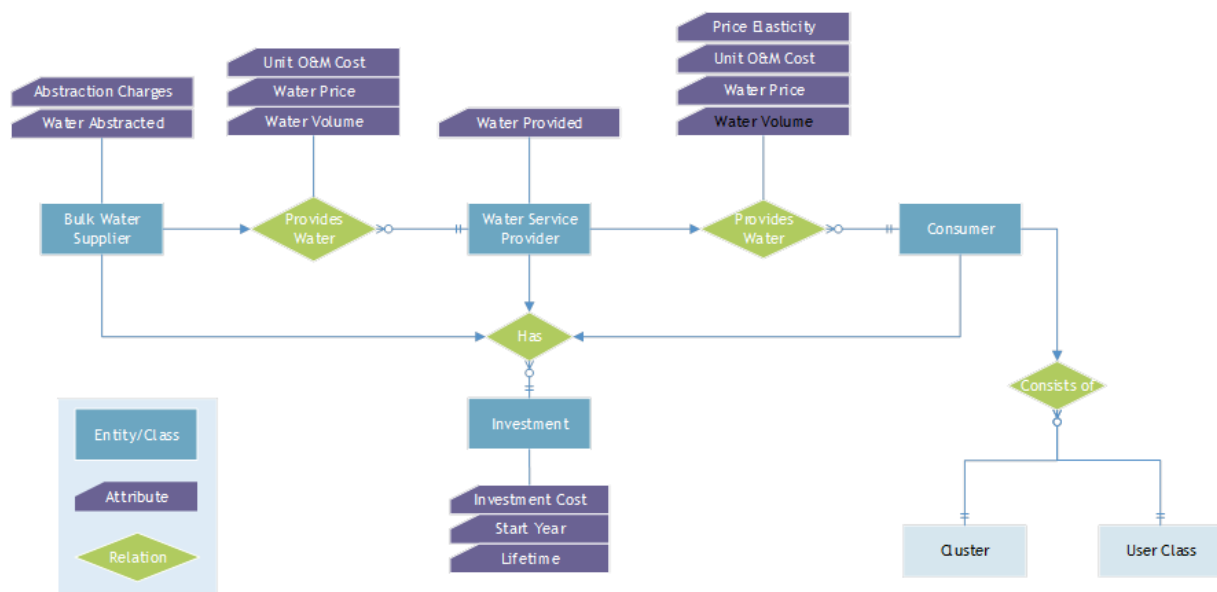 Price Elasticity
Unit O&M Cost
Unit O&M Cost
Abstraction Charges
Water Price
Water Price
Water Abstracted
Water Volume
Water Provided
Water Volume
Bulk Water
Supplier
Provides
Water
Water Service
Provider
Provides
Water
Consumer
Has
Consists of
Investment
Entity/Class
Attribute
Relation
Investment Cost
Start Year
Lifetime
Cluster
User Class